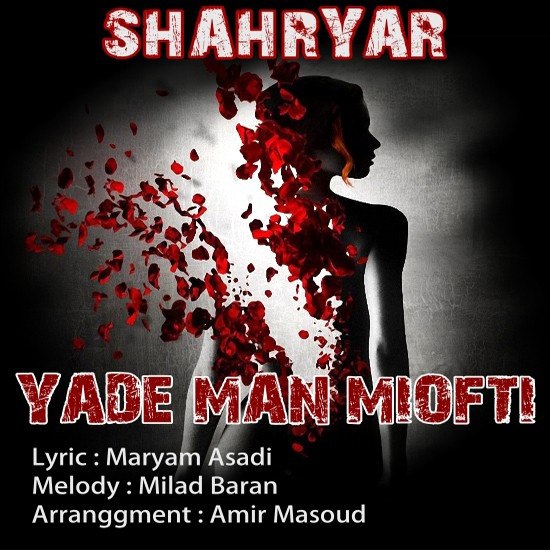 SHAHRYAR
YADE MAN MIOFTI
Lyric : Maryam Asadi
Melody : Milad Baran
Arranggment : Amir Masoud